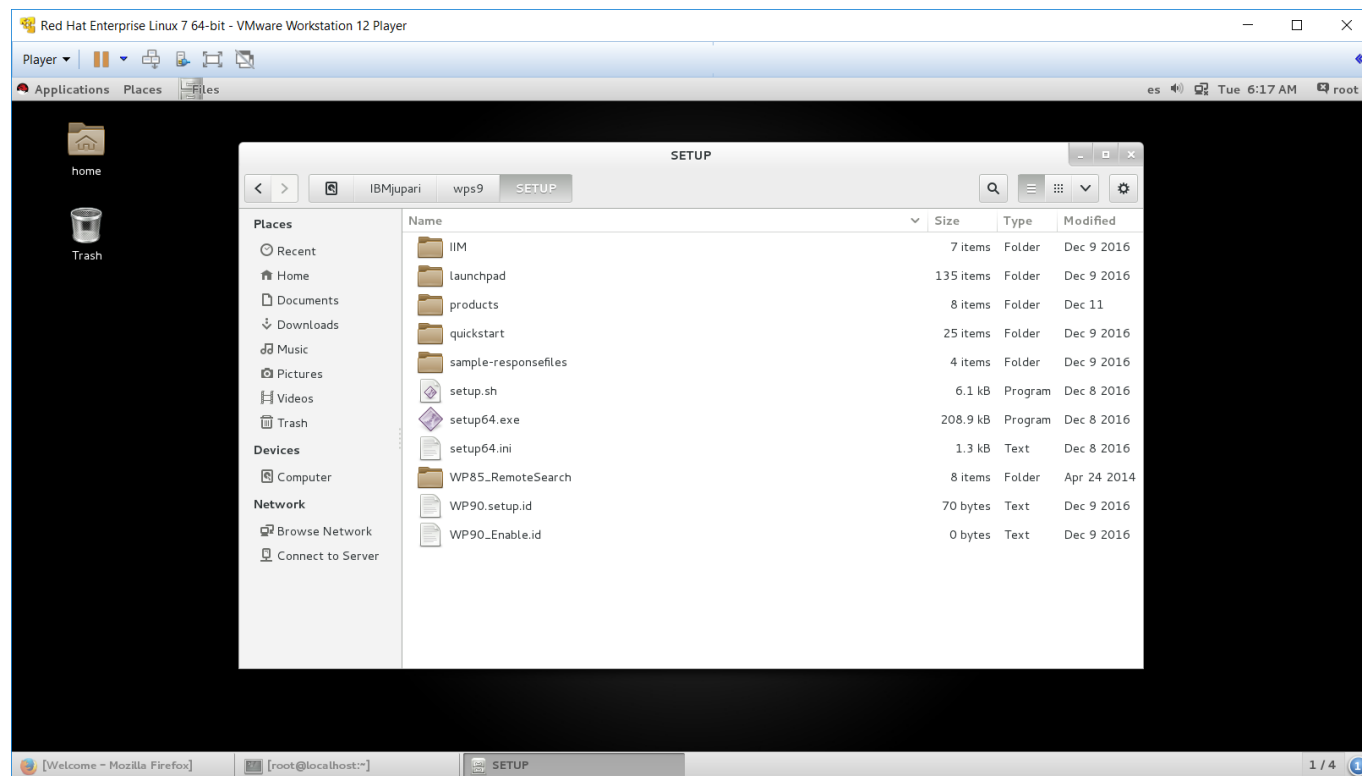 Red Hat Enterprise Linux 7 64-bit - VMware Workstation 12 Player
Player
Applications Places Files es Tue 6:17 AM root
home
Trash
SETUP
IBMjupari wps9 SETUP
Places
Recent
Home
Documents
Downloads
Music
Pictures
Videos
Trash
Devices
Computer
Network
Browse Network
Connect to Server
Name Size Type Modified
IIM 7 items Folder Dec 9 2016
launchpad 135 items Folder Dec 9 2016
products 8 items Folder Dec 11
quickstart 25 items Folder Dec 9 2016
sample-responsefiles 4 items Folder Dec 9 2016
setup.sh 6.1 kB Program Dec 8 2016
setup64.exe 208.9 kB Program Dec 8 2016
setup64.ini 1.3 kB Text Dec 8 2016
WP85_RemoteSearch 8 items Folder Apr 24 2014
WP90.setup.id 70 bytes Text Dec 9 2016
WP90_Enable.id 0 bytes Text Dec 9 2016
[Welcome - Mozilla Firefox] [root@localhost:~] SETUP 1 / 4 1